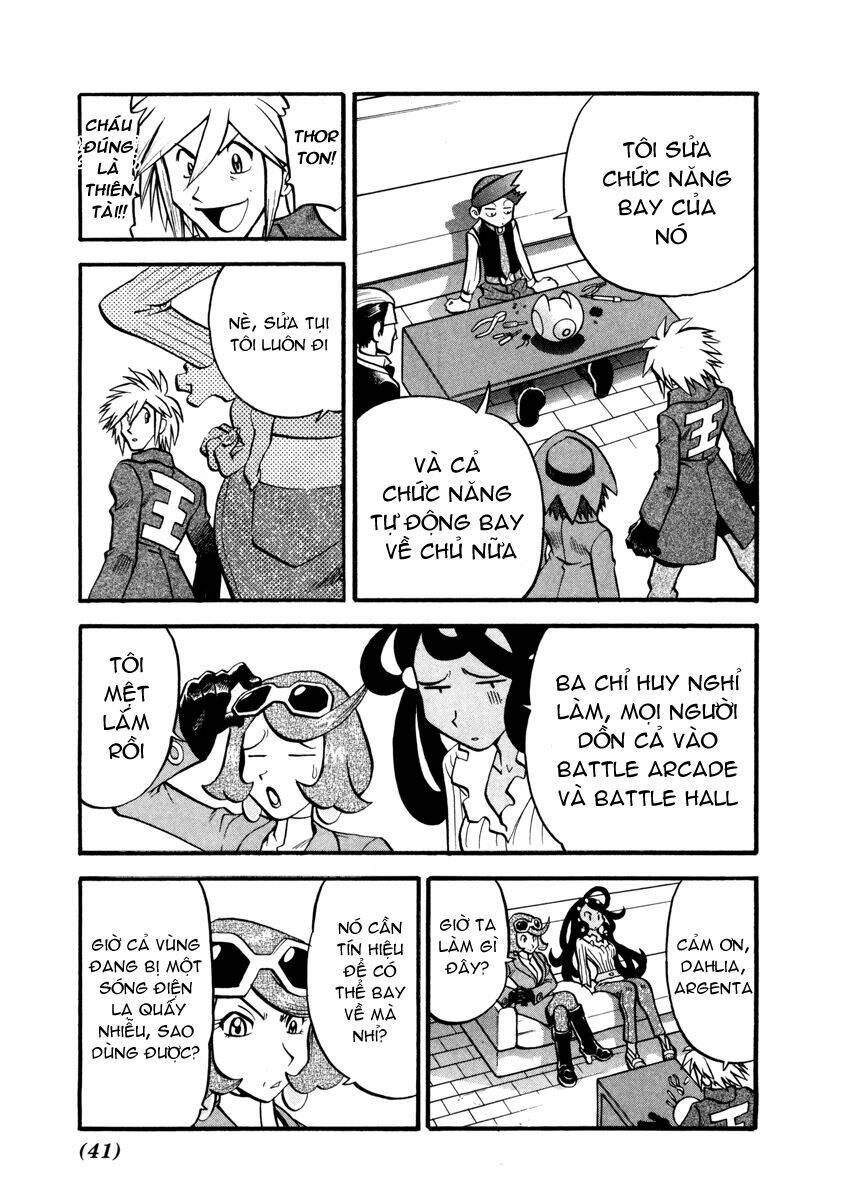 TÔI SỬA
CHỨC NĂNG
BAY CỦA
NÓ
VÀ CẢ
CHỨC NĂNG
TỰ ĐỘNG BAY
VỀ CHỦ NỮA
THOR
TON!
CHÁU
ĐÚNG
LÀ
THIÊN
TÀI!!
NÈ, SỬA TỤI
TÔI LUÔN ĐI
BA CHỈ HUY NGHỈ
LÀM, MỌI NGƯỜI
DỒN CẢ VÀO
BATTLE ARCADE
VÀ BATTLE HALL
TÔI
MỆT
LẮM
RỒI
CẢM ƠN,
DAHLIA,
ARGENTA
GIỜ TA
LÀM GÌ
ĐÂY?
NÓ CẦN
TÍN HIỆU
ĐỂ CÓ
THỂ BAY
VỀ MÀ
NHỈ?
GIỜ CẢ VÙNG
ĐANG BỊ MỘT
SÓNG ĐIỆN
LẠ QUẤY
NHIỄU, SAO
DÙNG ĐƯỢC?
(41)